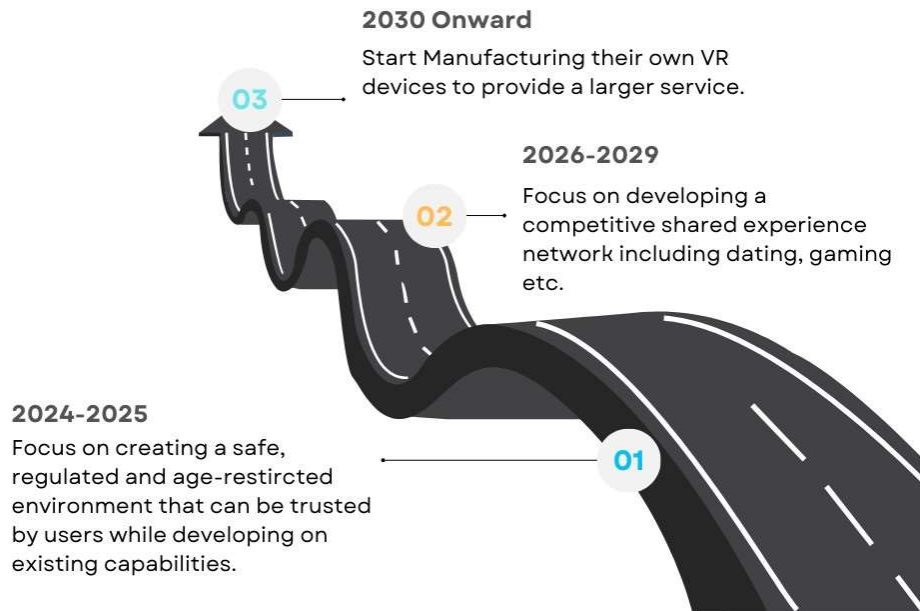 2030 Onward
Start Manufacturing their own VR
devices to provide a larger service.
03
2026-2029
Focus on developing a
competitive shared experience
network including dating, gaming
etc.
02
2024-2025
Focus on creating a safe,
regulated and age-restircted
environment that can be trusted
by users while developing on
existing capabilities.
01